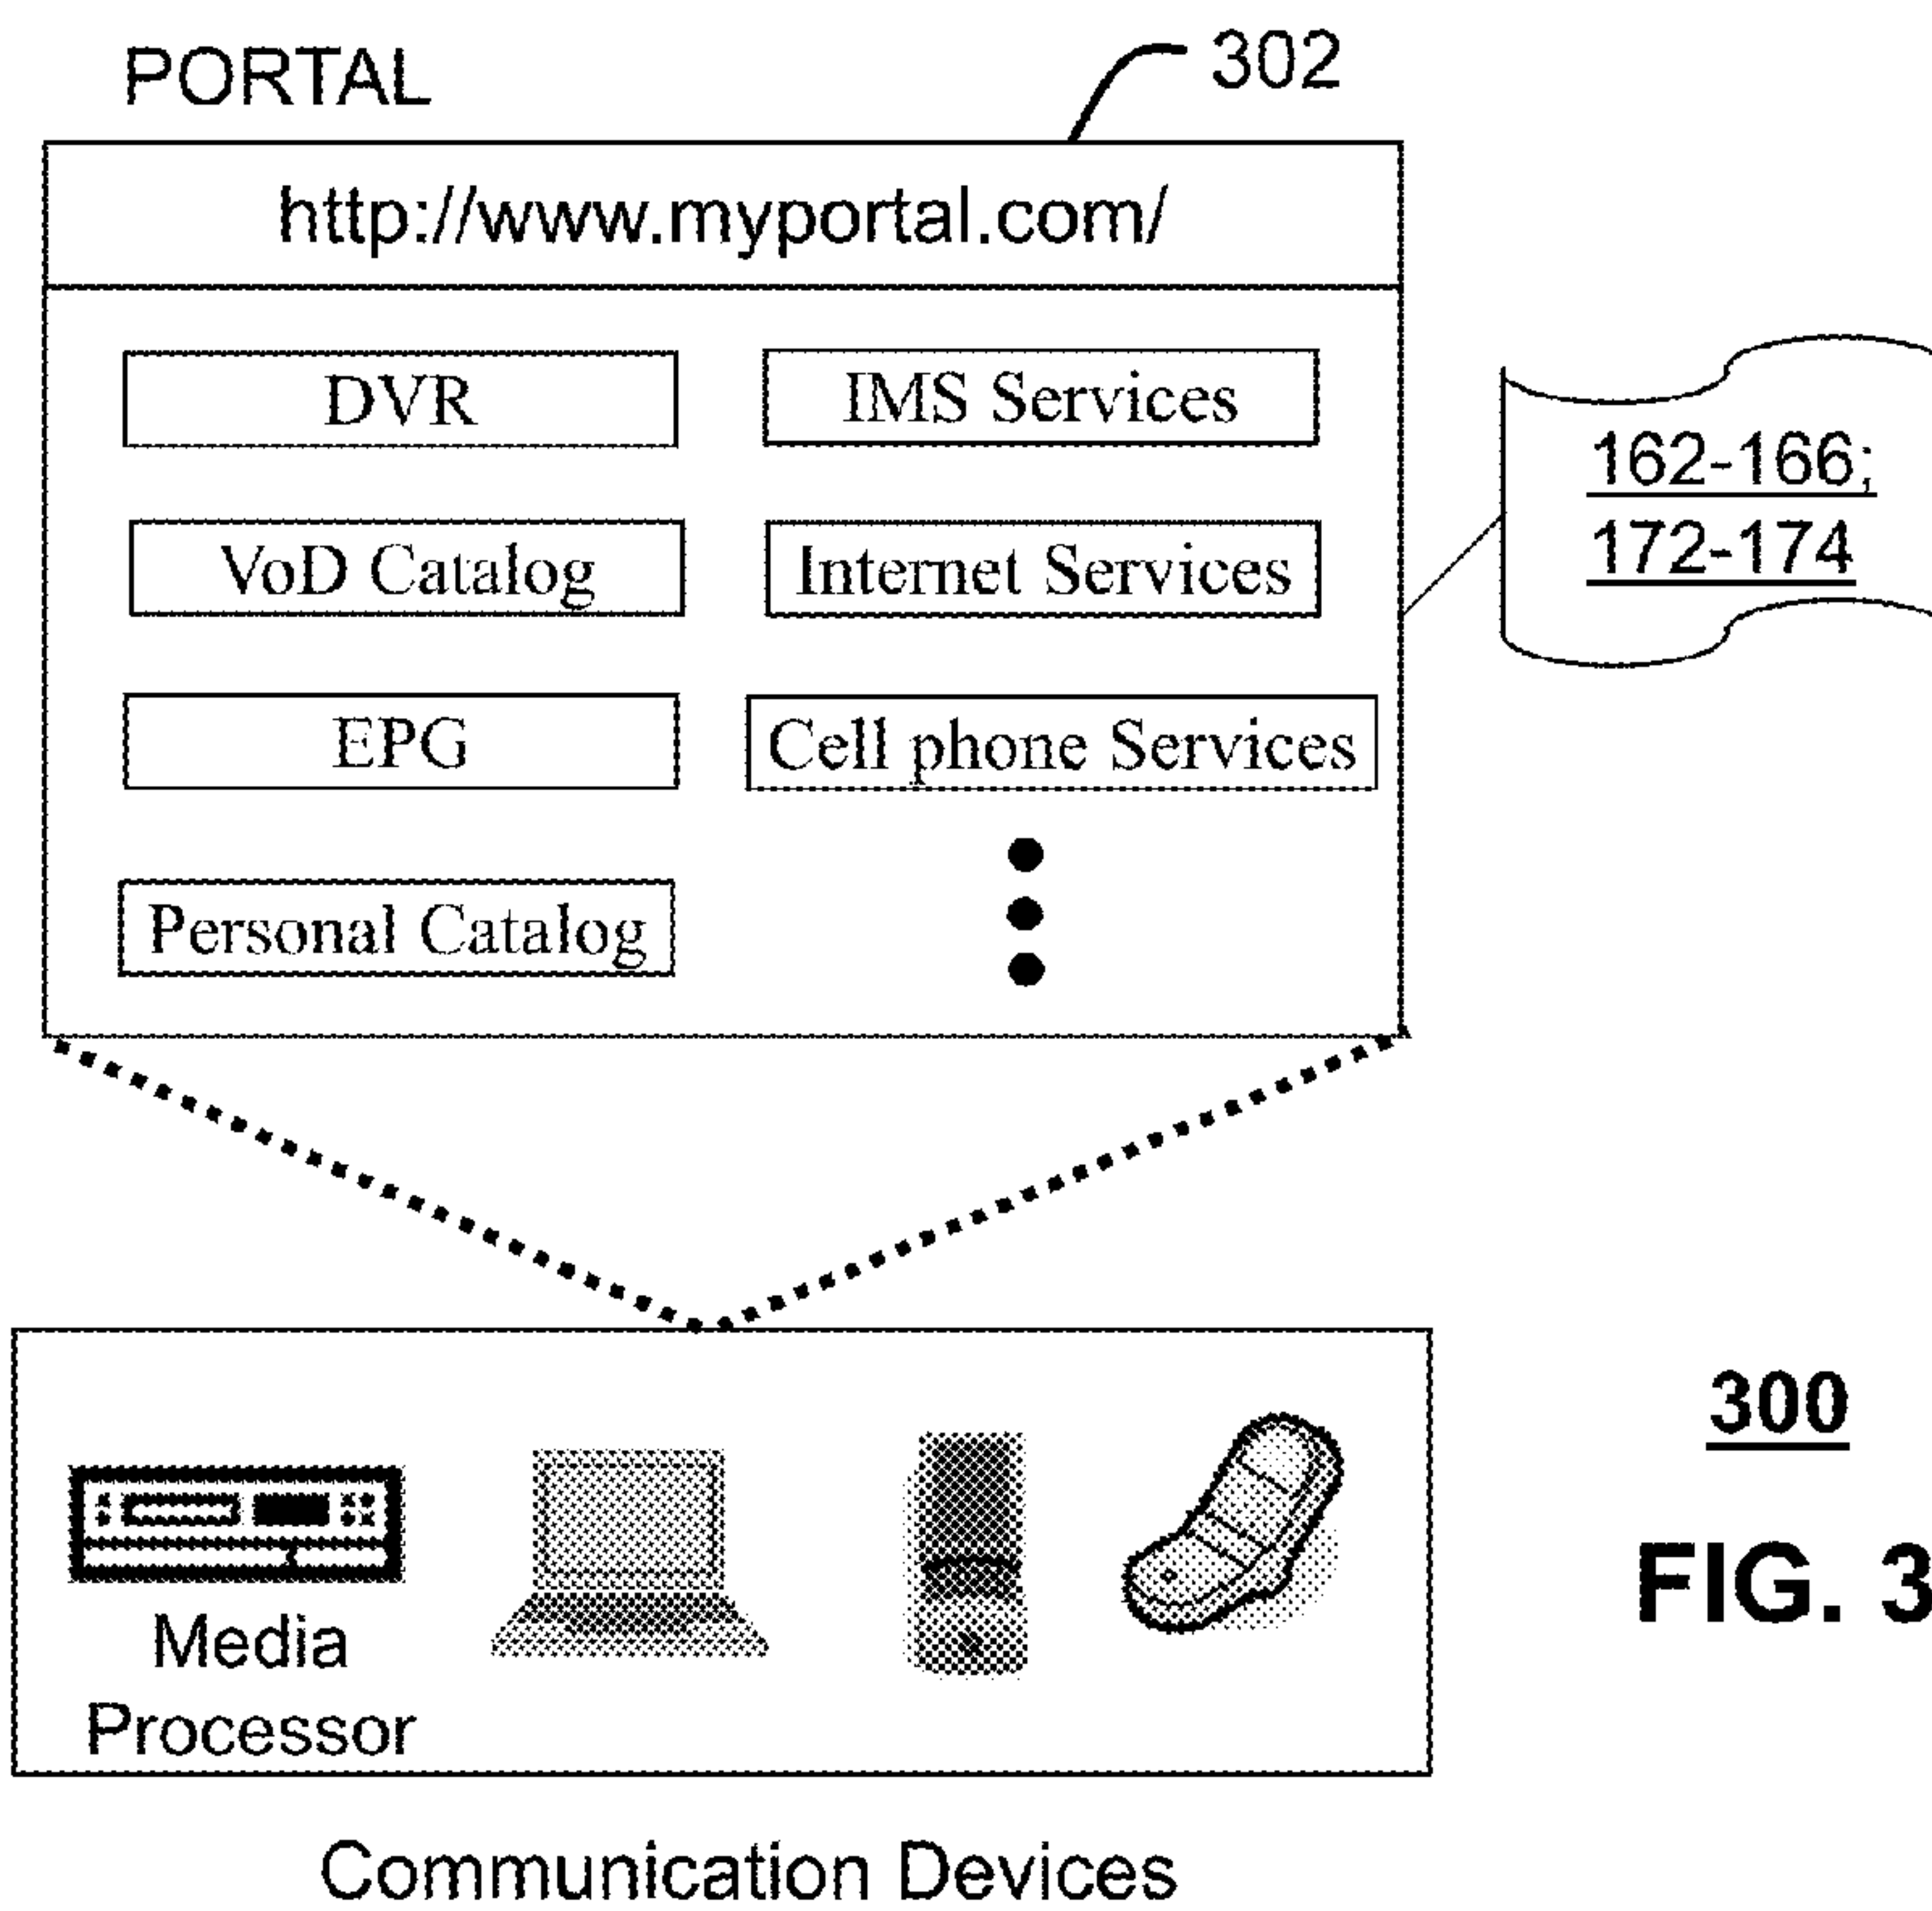 PORTAL
302
http://www.myportal.com/
DVR
IMS Services
VoD Catalog
Internet Services
EPG
Cell phone Services
Personal Catalog
162-166;
172-174
Media
Processor
Communication Devices
300
FIG. 3